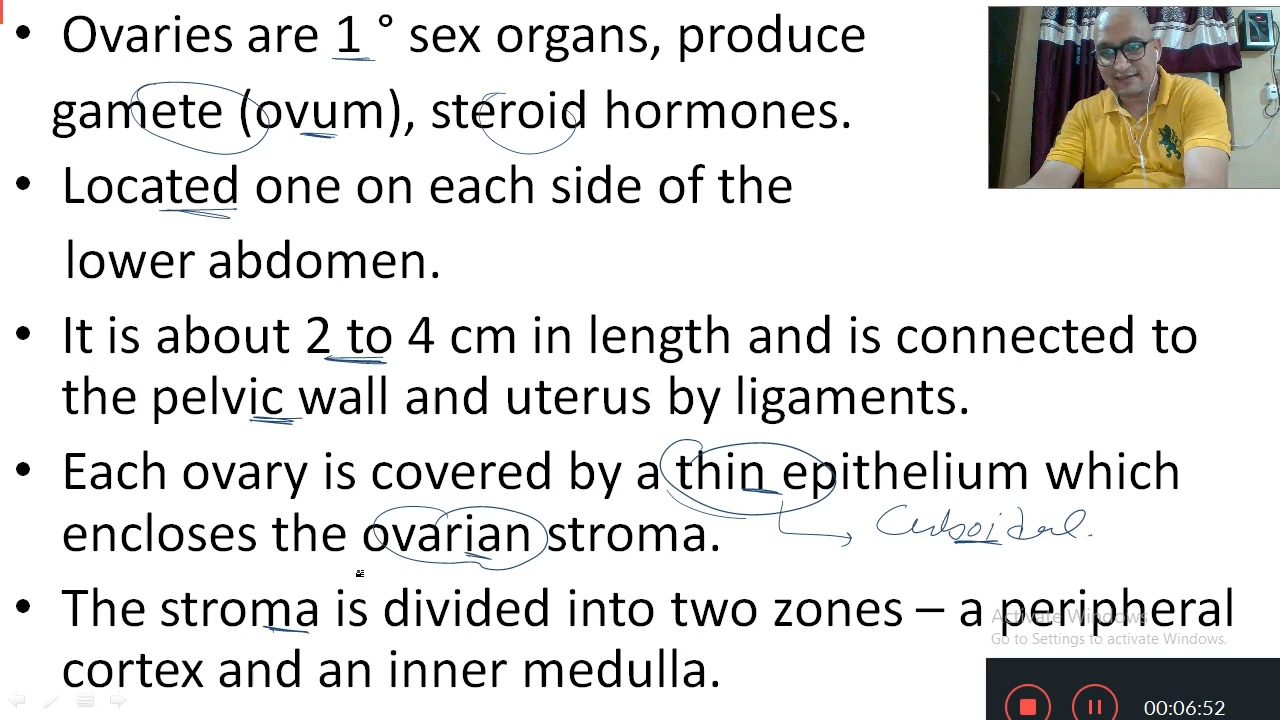 • Ovaries are 1 ° sex organs, produce
gamete (ovum), steroid hormones.
• Located one on each side of the
lower abdomen.
• It is about 2 to 4 cm in length and is connected to
the pelvic wall and uterus by ligaments.
• Each ovary is covered by a thin epithelium which
encloses the ovarian stroma.
Cuboidal.
• The stroma is divided into two zones – a peripheral
cortex and an inner medulla.
Activate Windows
Go to Settings to activate Windows.
00:06:52